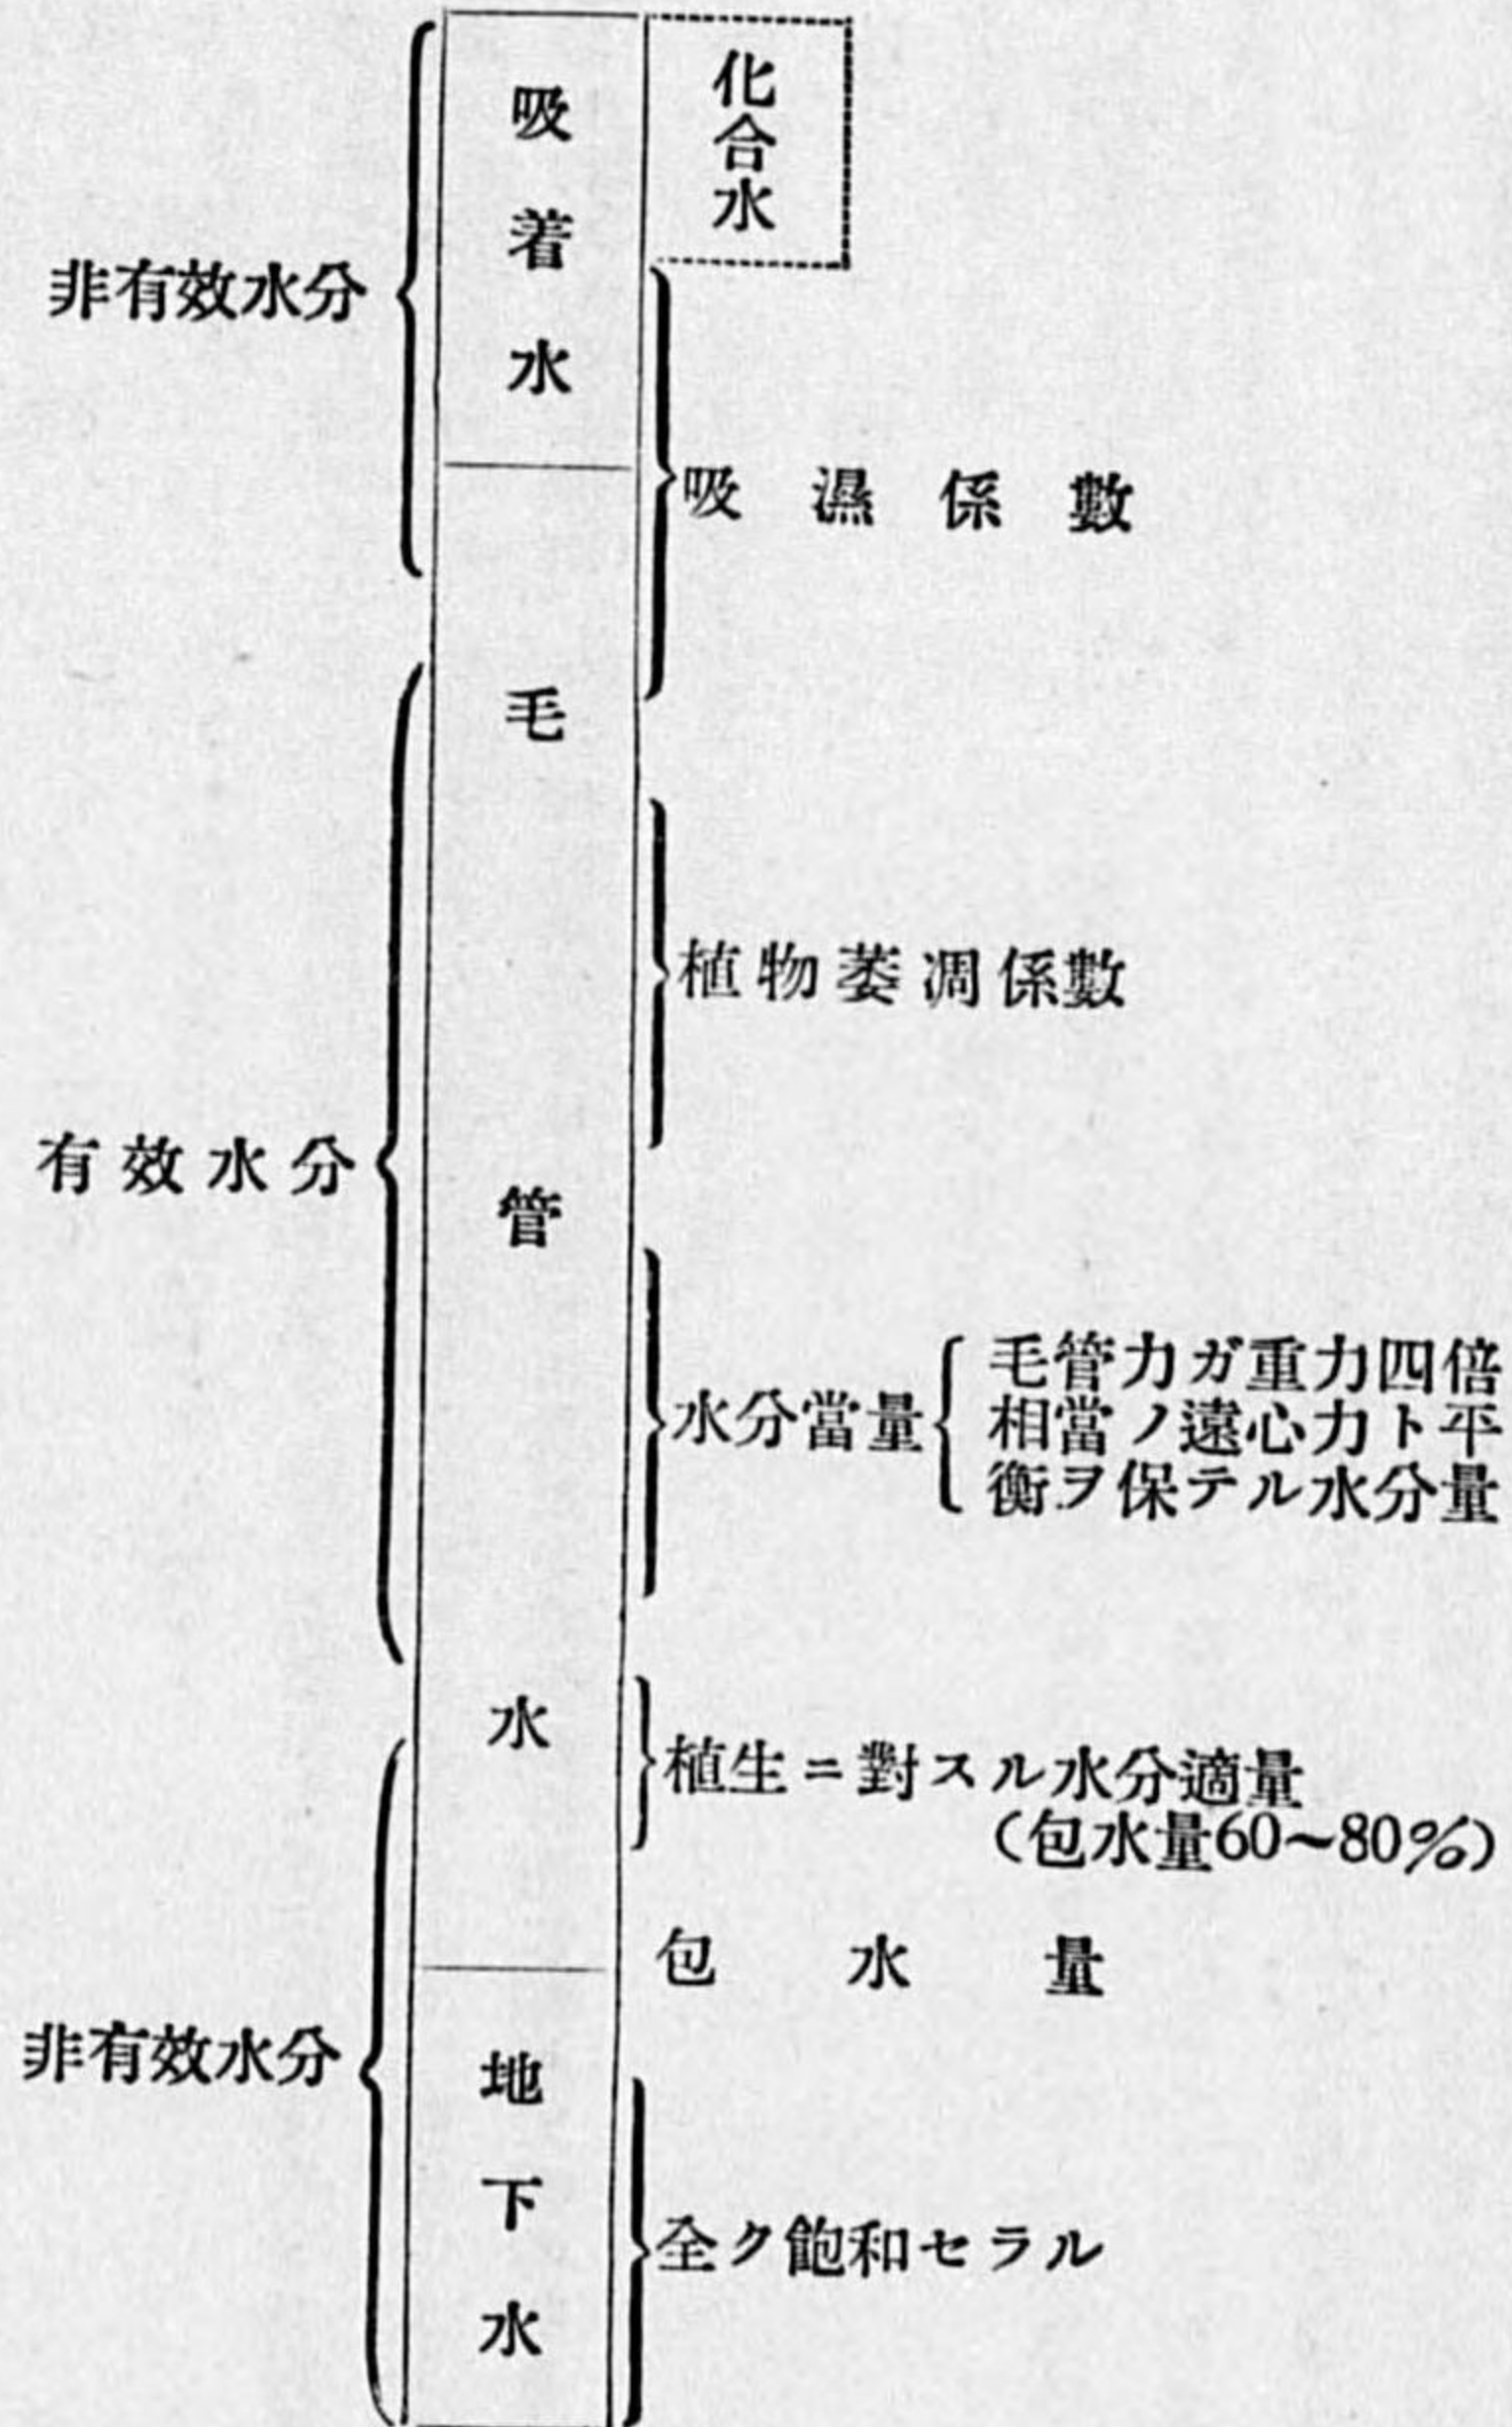 非有效水分
有效水分
非有效水分
吸着水
毛管水
地下水
化合水
吸濕係數
植物萎凋係數
水分當量
毛管力ガ重力四倍
相當ノ遠心力ト平
衡ヲ保テル水分量
植生ニ對スル水分適量
(包水量60~80%)
包水量
全ク飽和セラル